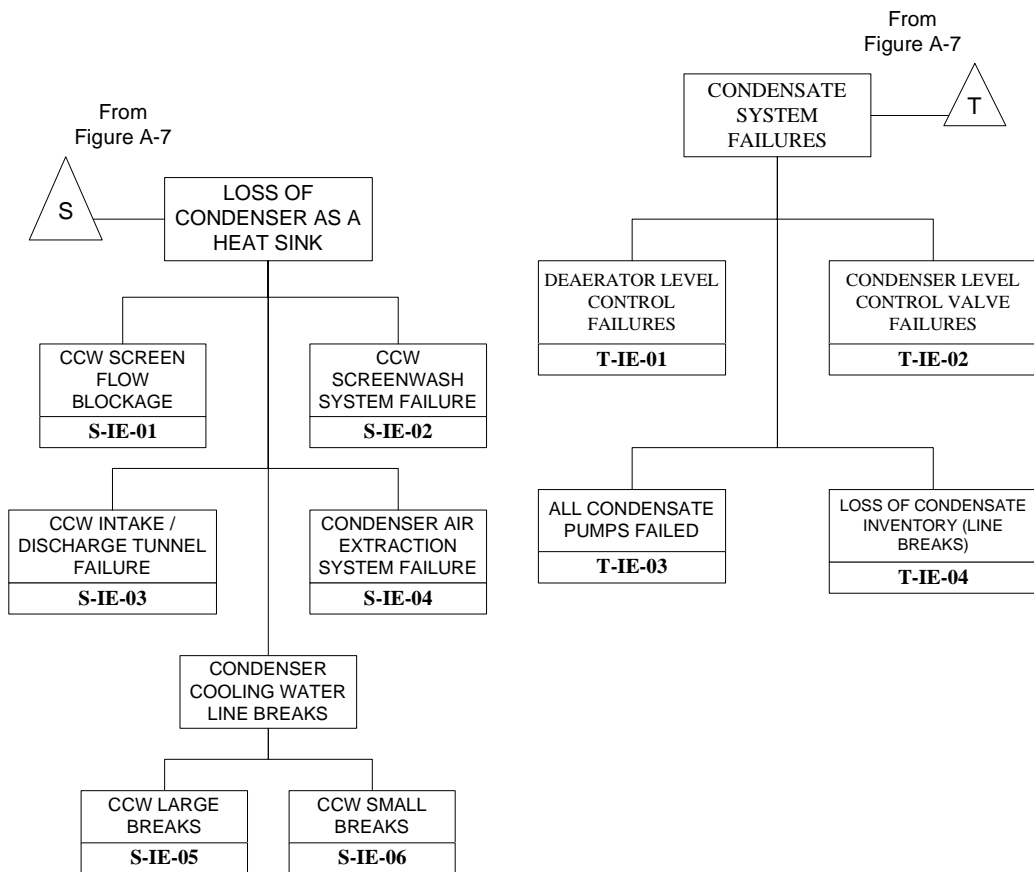 From
Figure A-7
S
LOSS OF
CONDENSER AS A
HEAT SINK
CCW SCREEN
FLOW
BLOCKAGE
S-IE-01
CCW
SCREENWASH
SYSTEM FAILURE
S-IE-02
CCW INTAKE /
DISCHARGE TUNNEL
FAILURE
S-IE-03
CONDENSER AIR
EXTRACTION
SYSTEM FAILURE
S-IE-04
CONDENSER
COOLING WATER
LINE BREAKS
CCW LARGE
BREAKS
S-IE-05
CCW SMALL
BREAKS
S-IE-06
From
Figure A-7
T
CONDENSATE
SYSTEM
FAILURES
DEAERATOR LEVEL
CONTROL
FAILURES
T-IE-01
CONDENSER LEVEL
CONTROL VALVE
FAILURES
T-IE-02
ALL CONDENSATE
PUMPS FAILED
T-IE-03
LOSS OF CONDENSATE
INVENTORY (LINE
BREAKS)
T-IE-04